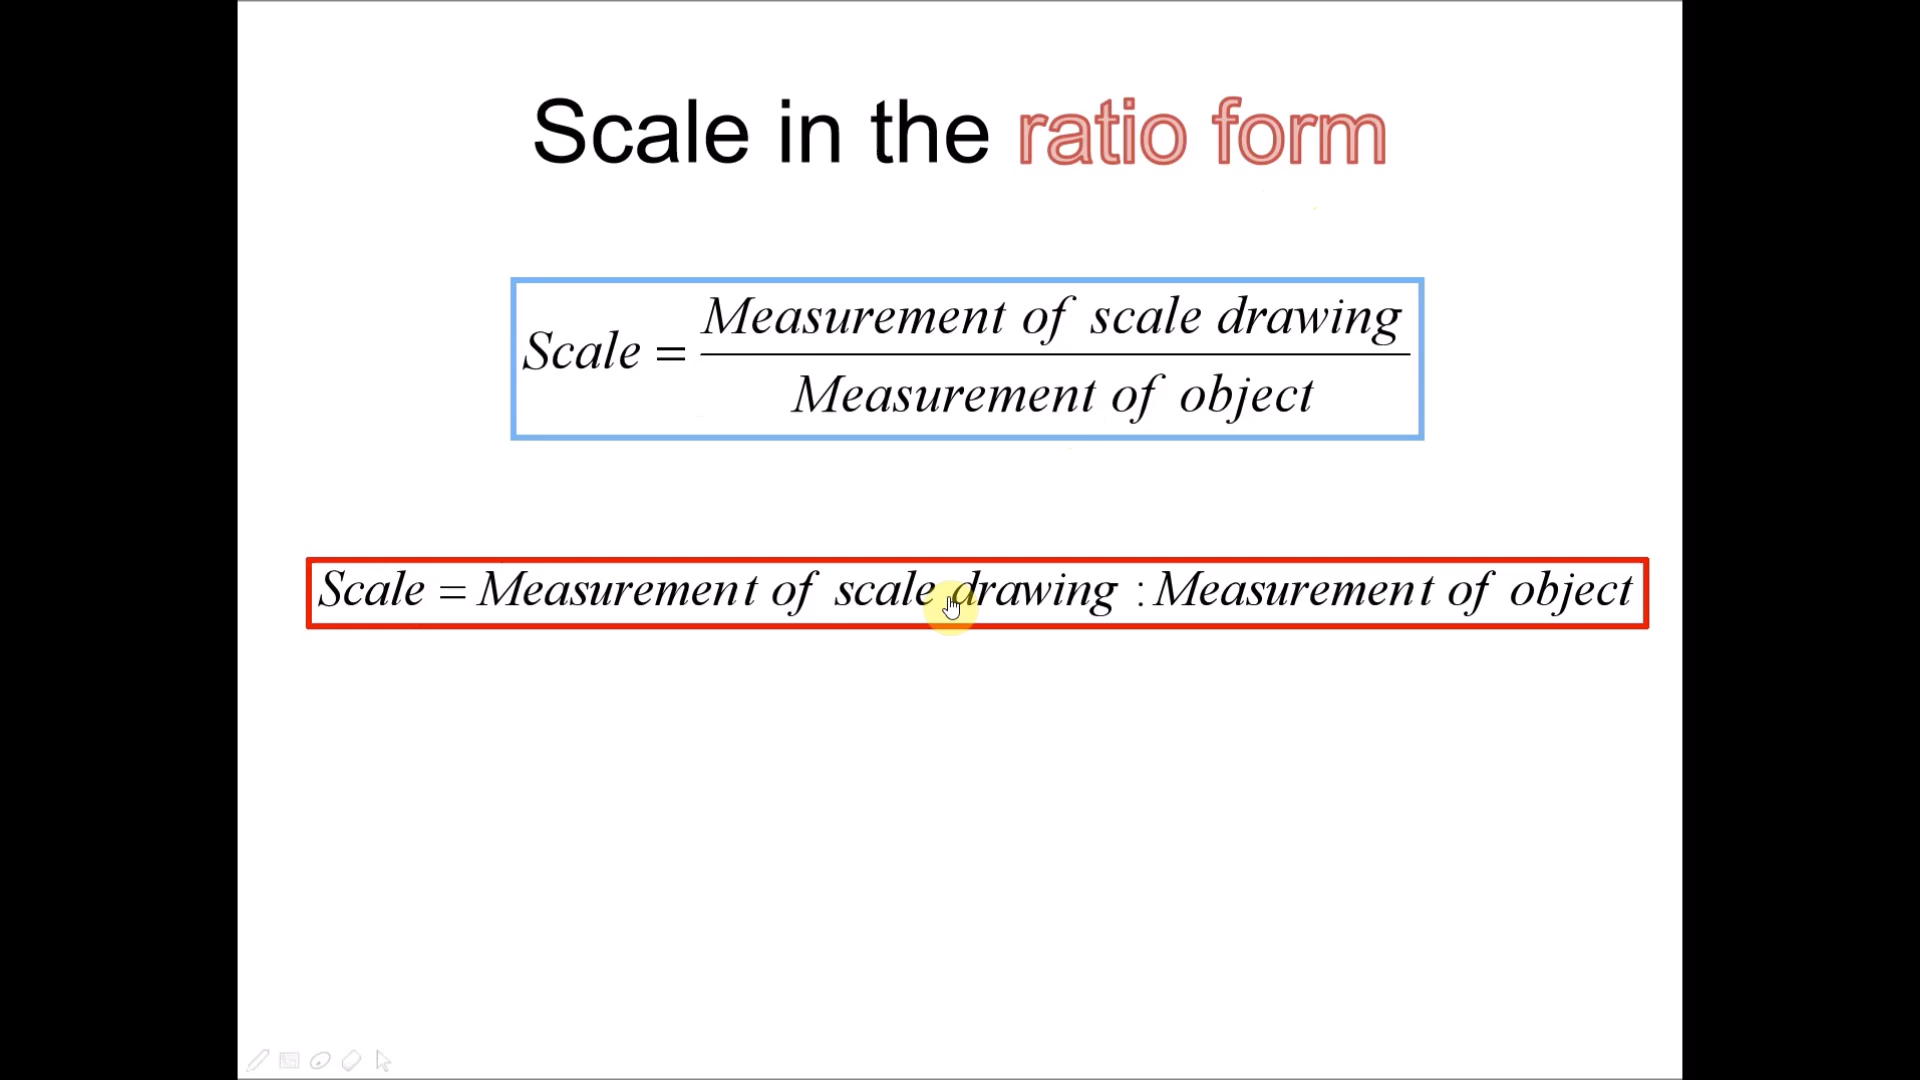 Scale in the ratio form
Scale = Measurement of scale drawing / Measurement of object
Scale = Measurement of scale drawing : Measurement of object